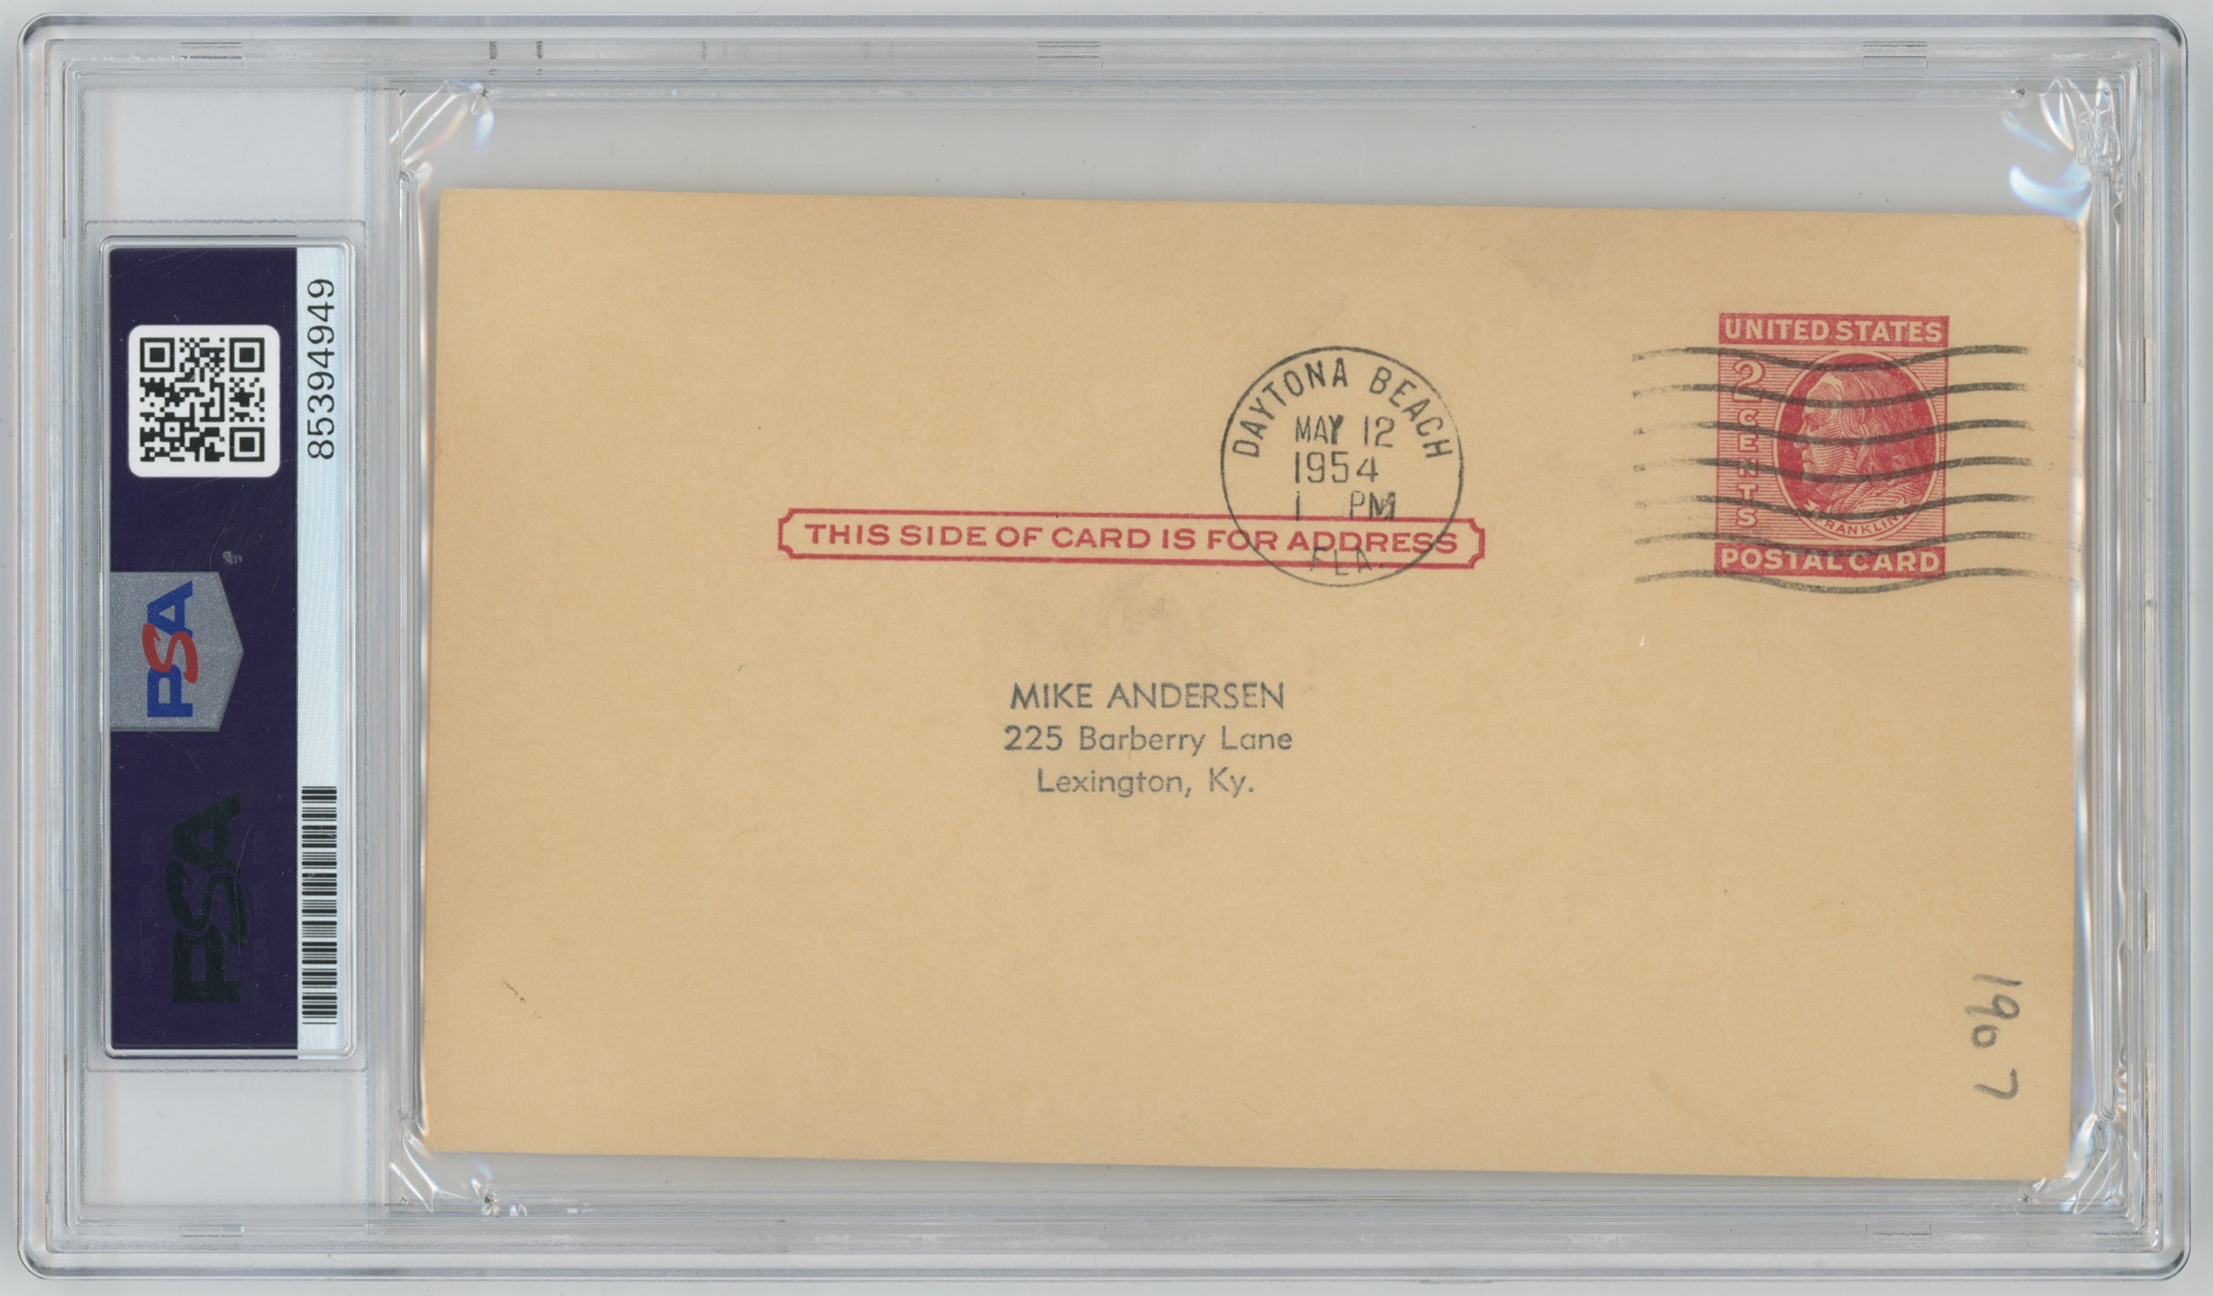 85394949
PSA
PSA
UNITED STATES
2 CENTS
FRANKLIN
POSTAL CARD
DAYTONA BEACH
MAY 12
1954
1 PM
FLA.
THIS SIDE OF CARD IS FOR ADDRESS
MIKE ANDERSEN
225 Barberry Lane
Lexington, Ky.
1907